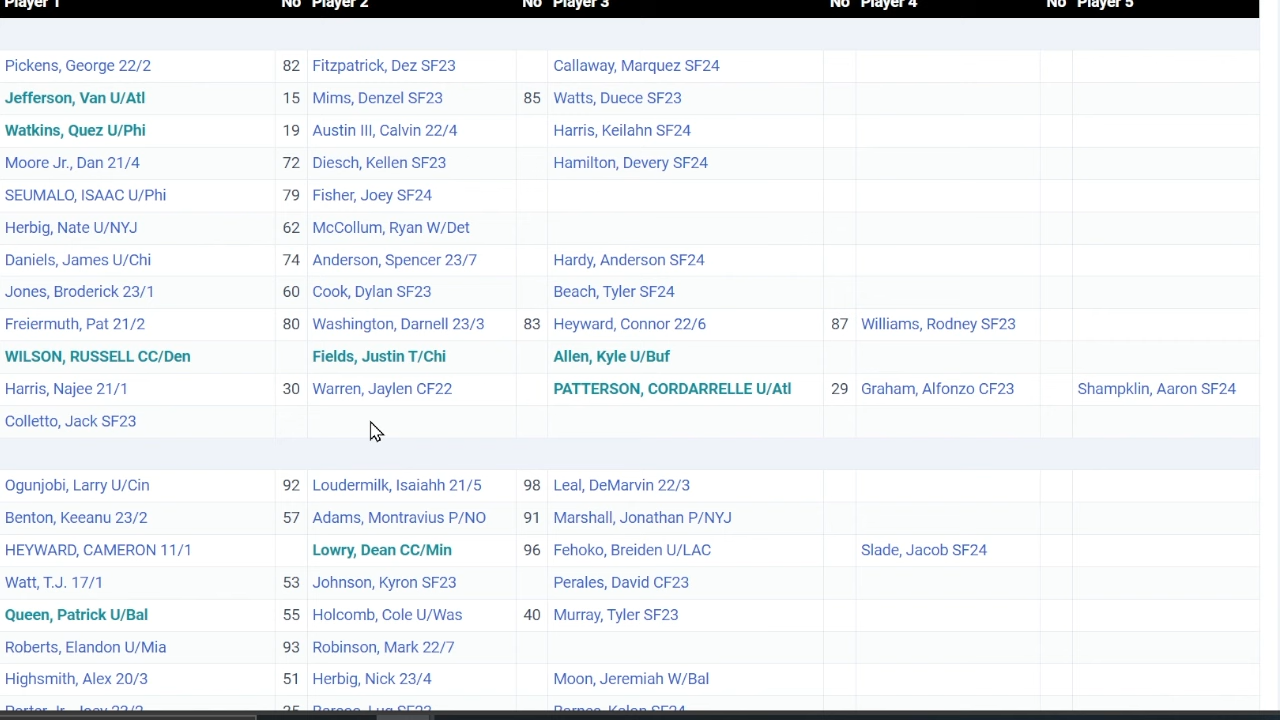 Player 1 No Player 2 No Player 3 No Player 4 No Player 5
Pickens, George 22/2 82 Fitzpatrick, Dez SF23 Callaway, Marquez SF24
Jefferson, Van U/Atl 15 Mims, Denzel SF23 85 Watts, Duece SF23
Watkins, Quez U/Phi 19 Austin III, Calvin 22/4 Harris, Keilahn SF24
Moore Jr., Dan 21/4 72 Diesch, Kellen SF23 Hamilton, Devery SF24
SEUMALO, ISAAC U/Phi 79 Fisher, Joey SF24
Herbig, Nate U/NYJ 62 McCollum, Ryan W/Det
Daniels, James U/Chi 74 Anderson, Spencer 23/7 Hardy, Anderson SF24
Jones, Broderick 23/1 60 Cook, Dylan SF23 Beach, Tyler SF24
Freiermuth, Pat 21/2 80 Washington, Darnell 23/3 83 Heyward, Connor 22/6 87 Williams, Rodney SF23
WILSON, RUSSELL CC/Den Fields, Justin T/Chi Allen, Kyle U/Buf
Harris, Najee 21/1 30 Warren, Jaylen CF22 PATTERSON, CORDARRELLE U/Atl 29 Graham, Alfonzo CF23 Shampklin, Aaron SF24
Colletto, Jack SF23
Ogunjobi, Larry U/Cin 92 Loudermilk, Isaiahh 21/5 98 Leal, DeMarvin 22/3
Benton, Keeanu 23/2 57 Adams, Montravius P/NO 91 Marshall, Jonathan P/NYJ
HEYWARD, CAMERON 11/1 Lowry, Dean CC/Min 96 Fehoko, Breiden U/LAC Slade, Jacob SF24
Watt, T.J. 17/1 53 Johnson, Kyron SF23 Perales, David CF23
Queen, Patrick U/Bal 55 Holcomb, Cole U/Was 40 Murray, Tyler SF23
Roberts, Elandon U/Mia 93 Robinson, Mark 22/7
Highsmith, Alex 20/3 51 Herbig, Nick 23/4 Moon, Jeremiah W/Bal